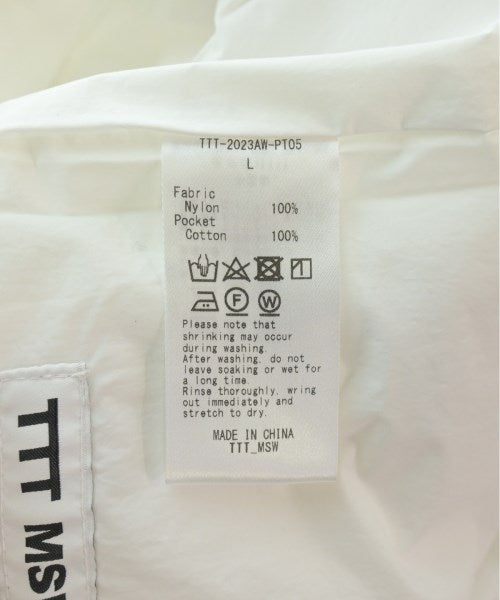 TTT-2023AW-PT05
L
Fabric
Nylon 100%
Pocket
Cotton 100%
F W
Please note that
shrinking may occur
during washing.
After washing, do not
leave soaking or wet for
a long time.
Rinse thoroughly, wring
out immediately and
stretch to dry.
MADE IN CHINA
TTT_MSW
TTT MSW